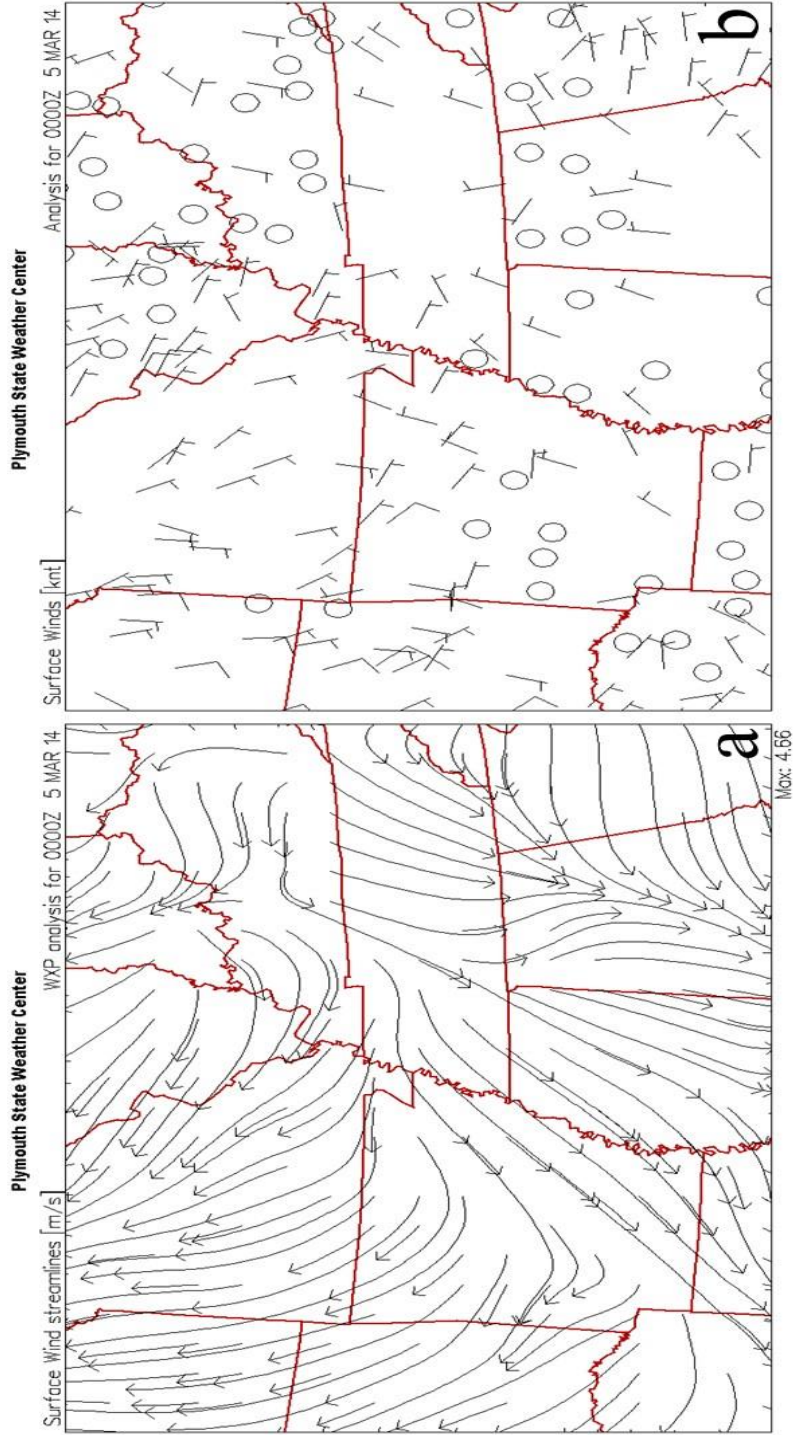 Plymouth State Weather Center
Surface Wind streamlines [m/s]
WXP analysis for 0000Z 5 MAR 14
a
Max: 4.66
Plymouth State Weather Center
Surface Winds [knt]
Analysis for 0000Z 5 MAR 14
b